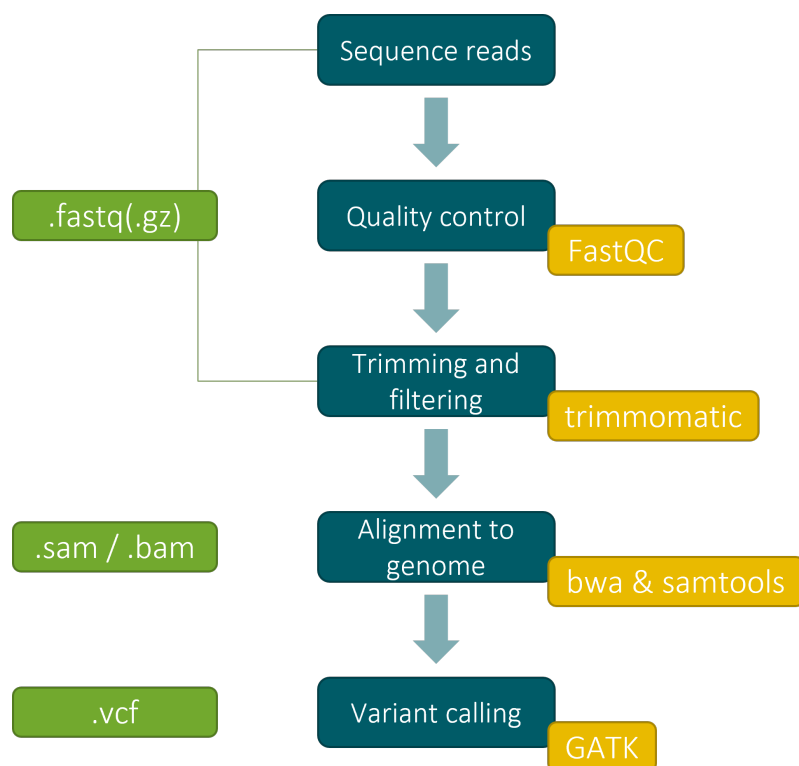 Sequence reads
.fastq(.gz)
Quality control
FastQC
Trimming and
filtering
trimmomatic
.sam / .bam
Alignment to
genome
bwa & samtools
.vcf
Variant calling
GATK